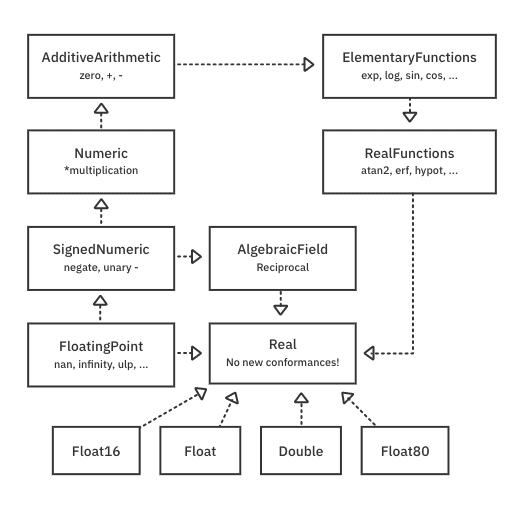 AdditiveArithmetic
zero, +, -
ElementaryFunctions
exp, log, sin, cos, ...
Numeric
*multiplication
RealFunctions
atan2, erf, hypot, ...
SignedNumeric
negate, unary -
AlgebraicField
Reciprocal
FloatingPoint
nan, infinity, ulp, ...
Real
No new conformances!
Float16
Float
Double
Float80